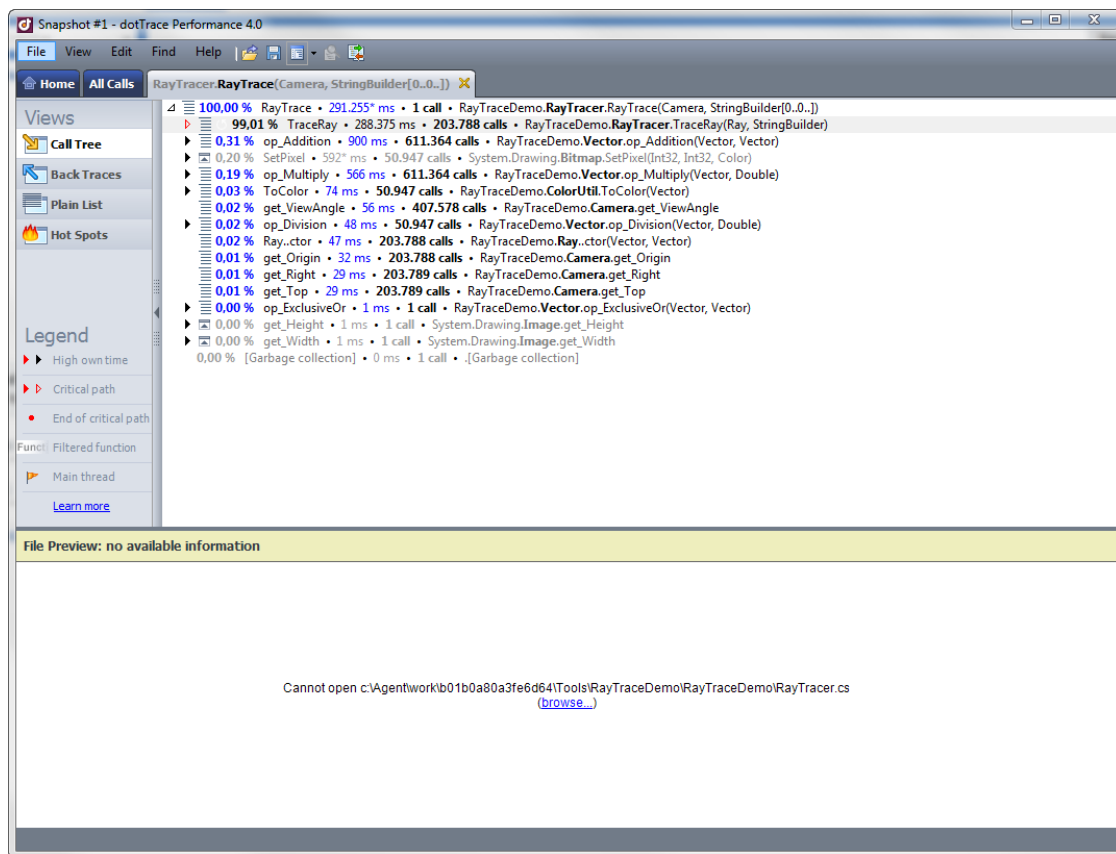 Snapshot #1 - dotTrace Performance 4.0
File View Edit Find Help
Home All Calls RayTracer.RayTrace(Camera, StringBuilder[0..0..])
Views
Call Tree
Back Traces
Plain List
Hot Spots
Legend
High own time
Critical path
End of critical path
Funct Filtered function
Main thread
Learn more
100,00 % RayTrace • 291.255* ms • 1 call • RayTraceDemo.RayTracer.RayTrace(Camera, StringBuilder[0..0..])
99,01 % TraceRay • 288.375 ms • 203.788 calls • RayTraceDemo.RayTracer.TraceRay(Ray, StringBuilder)
0,31 % op_Addition • 900 ms • 611.364 calls • RayTraceDemo.Vector.op_Addition(Vector, Vector)
0,20 % SetPixel • 592* ms • 50.947 calls • System.Drawing.Bitmap.SetPixel(Int32, Int32, Color)
0,19 % op_Multiply • 566 ms • 611.364 calls • RayTraceDemo.Vector.op_Multiply(Vector, Double)
0,03 % ToColor • 74 ms • 50.947 calls • RayTraceDemo.ColorUtil.ToColor(Vector)
0,02 % get_ViewAngle • 56 ms • 407.578 calls • RayTraceDemo.Camera.get_ViewAngle
0,02 % op_Division • 48 ms • 50.947 calls • RayTraceDemo.Vector.op_Division(Vector, Double)
0,02 % Ray..ctor • 47 ms • 203.788 calls • RayTraceDemo.Ray..ctor(Vector, Vector)
0,01 % get_Origin • 32 ms • 203.788 calls • RayTraceDemo.Camera.get_Origin
0,01 % get_Right • 29 ms • 203.789 calls • RayTraceDemo.Camera.get_Right
0,01 % get_Top • 29 ms • 203.789 calls • RayTraceDemo.Camera.get_Top
0,00 % op_ExclusiveOr • 1 ms • 1 call • RayTraceDemo.Vector.op_ExclusiveOr(Vector, Vector)
0,00 % get_Height • 1 ms • 1 call • System.Drawing.Image.get_Height
0,00 % get_Width • 1 ms • 1 call • System.Drawing.Image.get_Width
0,00 % [Garbage collection] • 0 ms • 1 call • .[Garbage collection]
File Preview: no available information
Cannot open c:\Agent\work\b01b0a80a3fe6d64\Tools\RayTraceDemo\RayTraceDemo\RayTracer.cs
(browse...)